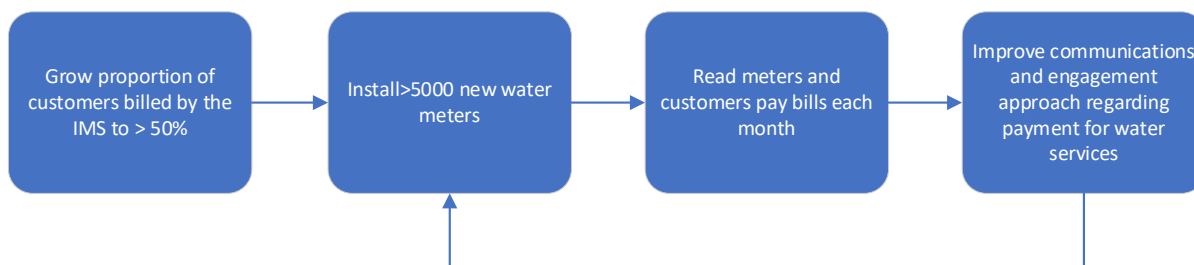 Grow proportion of
customers billed by the
IMS to > 50%
Install>5000 new water
meters
Read meters and
customers pay bills each
month
Improve communications
and engagement
approach regarding
payment for water
services